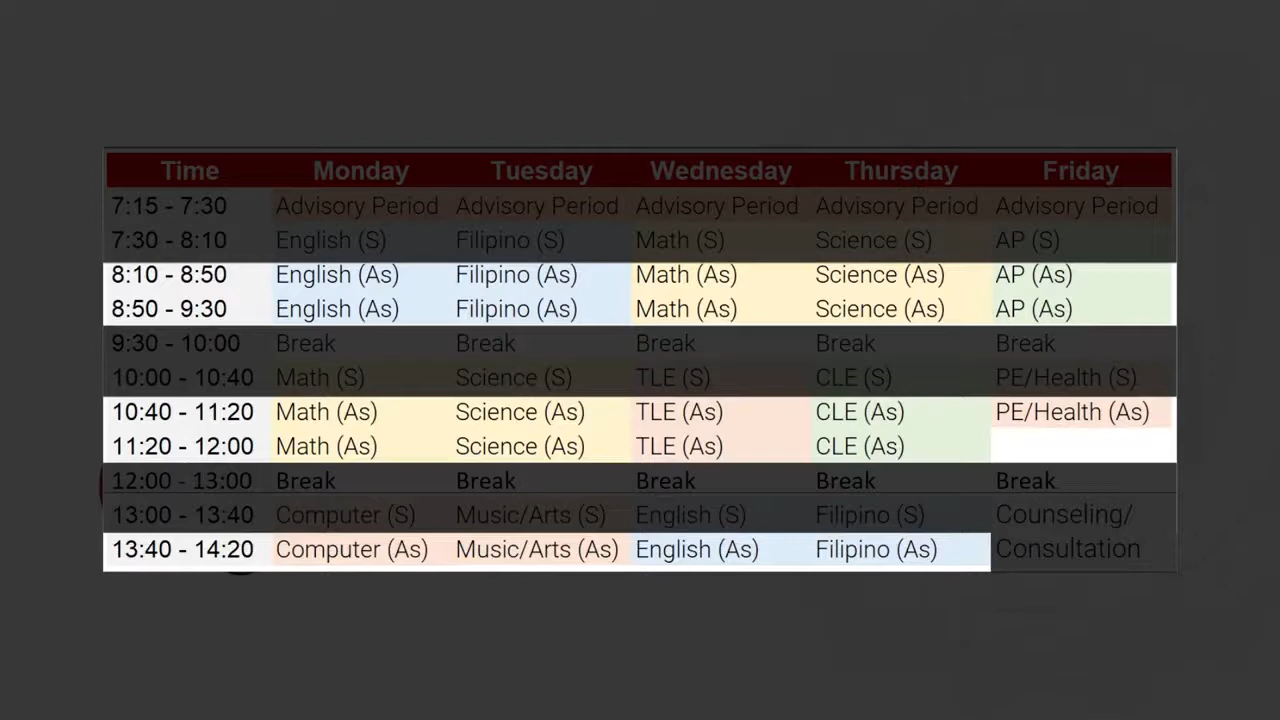 Time Monday Tuesday Wednesday Thursday Friday
7:15 - 7:30 Advisory Period Advisory Period Advisory Period Advisory Period Advisory Period
7:30 - 8:10 English (S) Filipino (S) Math (S) Science (S) AP (S)
8:10 - 8:50 English (As) Filipino (As) Math (As) Science (As) AP (As)
8:50 - 9:30 English (As) Filipino (As) Math (As) Science (As) AP (As)
9:30 - 10:00 Break Break Break Break Break
10:00 - 10:40 Math (S) Science (S) TLE (S) CLE (S) PE/Health (S)
10:40 - 11:20 Math (As) Science (As) TLE (As) CLE (As) PE/Health (As)
11:20 - 12:00 Math (As) Science (As) TLE (As) CLE (As)
12:00 - 13:00 Break Break Break Break Break
13:00 - 13:40 Computer (S) Music/Arts (S) English (S) Filipino (S) Counseling/
13:40 - 14:20 Computer (As) Music/Arts (As) English (As) Filipino (As) Consultation